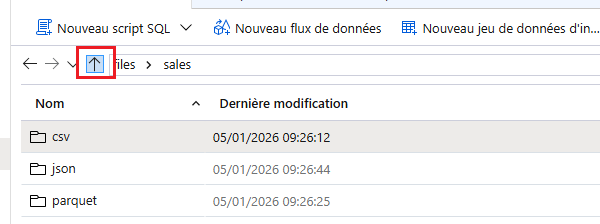 Nouveau script SQL Nouveau flux de données Nouveau jeu de données d'in...
files > sales
Nom Dernière modification
csv 05/01/2026 09:26:12
json 05/01/2026 09:26:44
parquet 05/01/2026 09:26:25